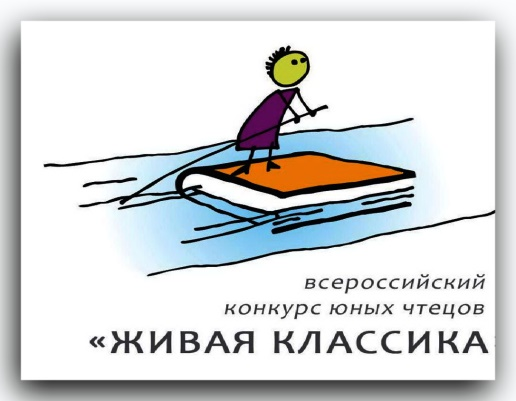 всероссийский
конкурс юных чтецов
«ЖИВАЯ КЛАССИКА»